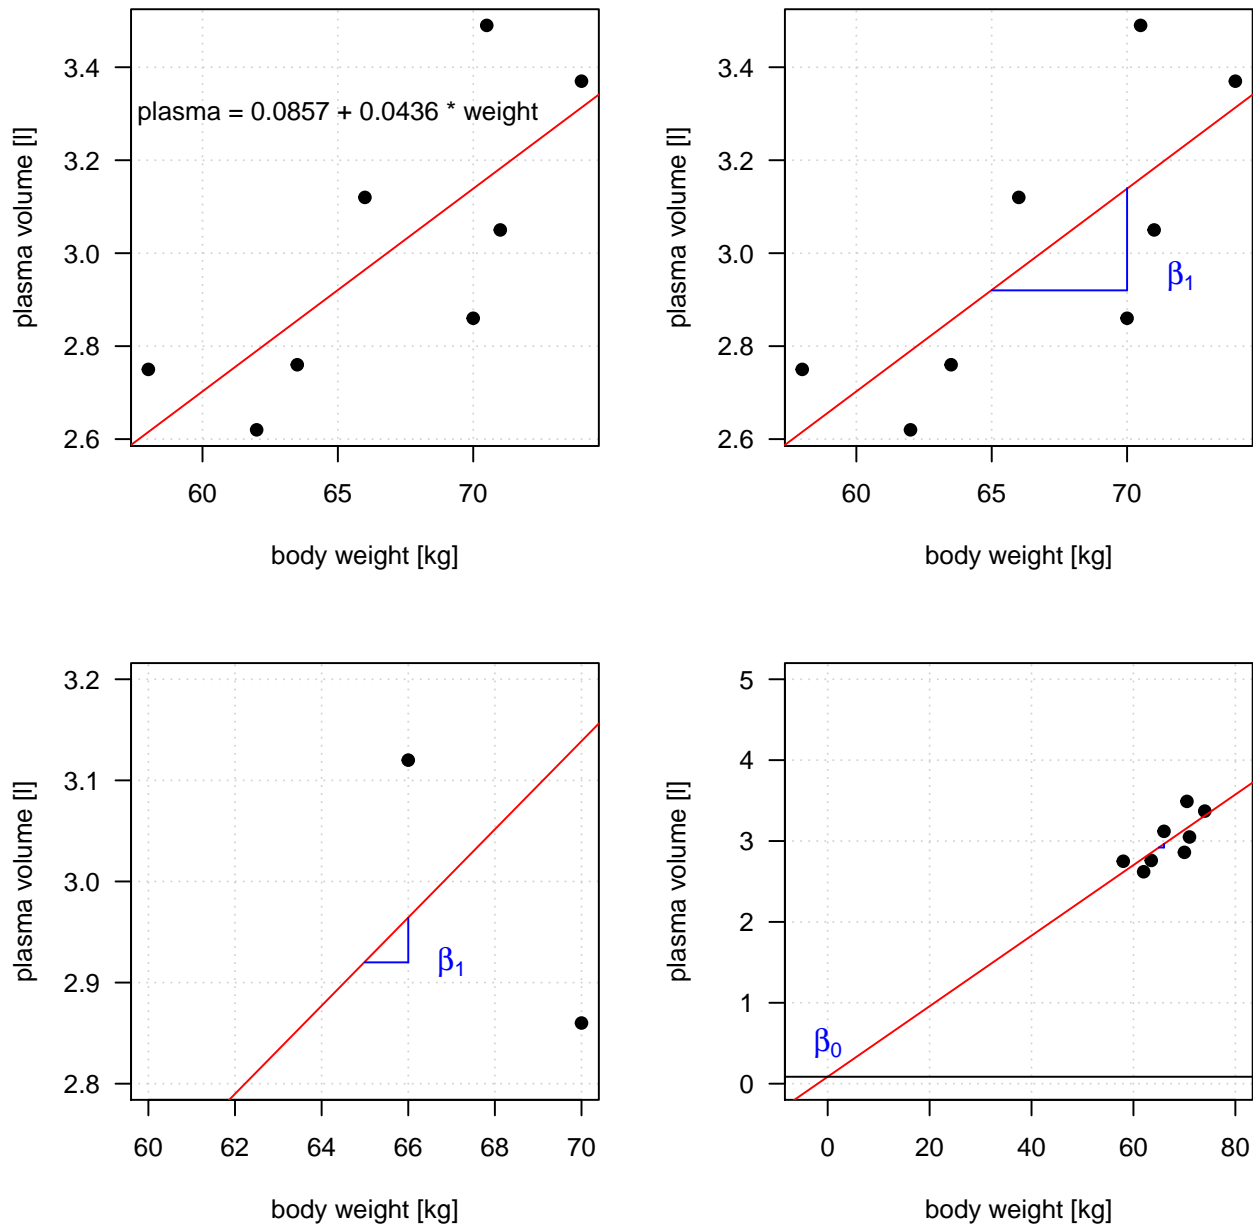 plasma volume [l]
3.4
3.2
3.0
2.8
2.6
plasma = 0.0857 + 0.0436 * weight
60 65 70
body weight [kg]
plasma volume [l]
3.4
3.2
3.0
2.8
2.6
β1
60 65 70
body weight [kg]
plasma volume [l]
3.2
3.1
3.0
2.9
2.8
β1
60 62 64 66 68 70
body weight [kg]
plasma volume [l]
5
4
3
2
1
0
β0
0 20 40 60 80
body weight [kg]